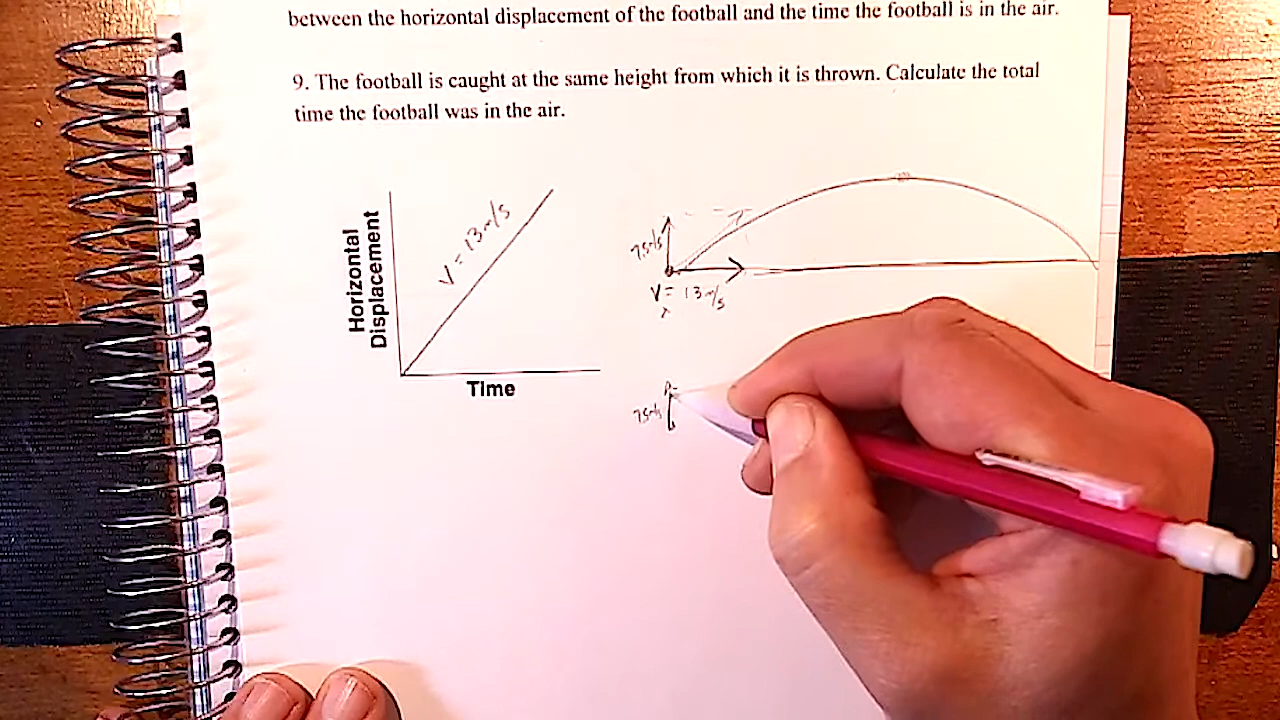 between the horizontal displacement of the football and the time the football is in the air.
9. The football is caught at the same height from which it is thrown. Calculate the total
time the football was in the air.
Horizontal
Displacement
V = 13 m/s
Time
7.5 m/s
Vx = 13 m/s
7.5 m/s